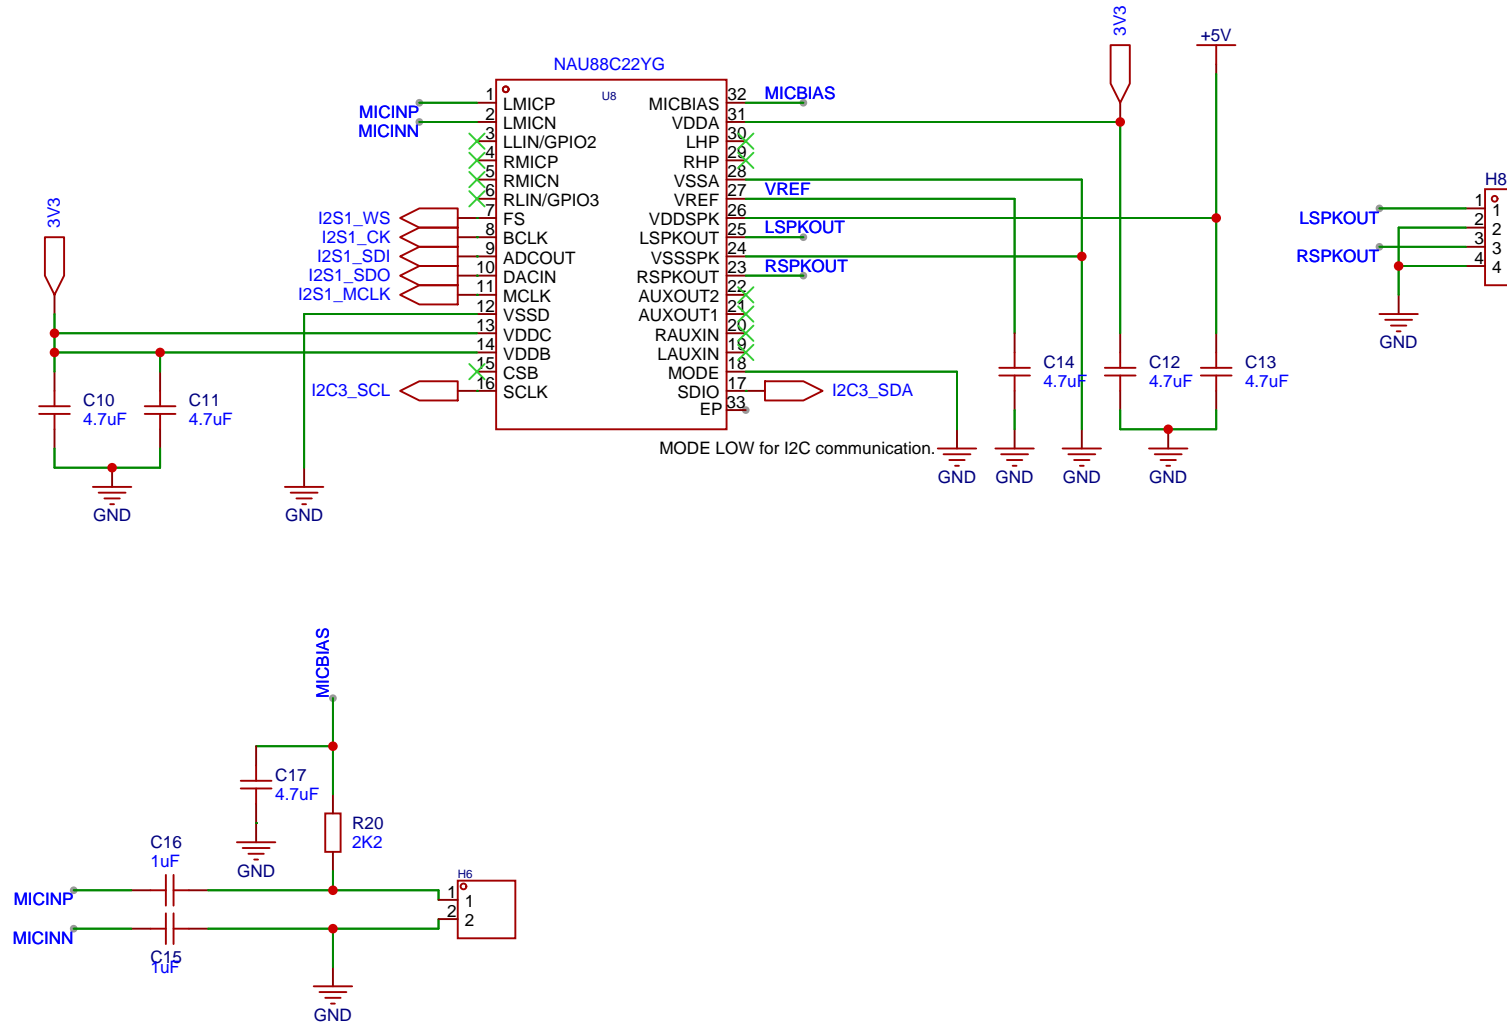 3V3
+5V
NAU88C22YG
U8
MICINP
MICINN
1 LMICP
2 LMICN
3 LLIN/GPIO2
4 RMICP
5 RMICN
6 RLIN/GPIO3
I2S1_WS 7 FS
I2S1_CK 8 BCLK
I2S1_SDI 9 ADCOUT
I2S1_SDO 10 DACIN
I2S1_MCLK 11 MCLK
12 VSSD
13 VDDC
14 VDDB
15 CSB
I2C3_SCL 16 SCLK
MICBIAS 32 MICBIAS
VDDA 31
LHP 30
RHP 29
VSSA 28
VREF 27 VREF
VDDSPK 26
LSPKOUT 25 LSPKOUT
VSSSPK 24
RSPKOUT 23 RSPKOUT
AUXOUT2 22
AUXOUT1 21
RAUXIN 20
LAUXIN 19
MODE 18
SDIO 17 I2C3_SDA
EP 33
3V3
C10
4.7uF
C11
4.7uF
GND
GND
C14
4.7uF
C12
4.7uF
C13
4.7uF
MODE LOW for I2C communication.
GND
GND
GND
GND
H8
LSPKOUT
RSPKOUT
1 1
2 2
3 3
4 4
GND
MICBIAS
C17
4.7uF
GND
R20
2K2
C16
1uF
MICINP
MICINN
C15
1uF
H6
1 1
2 2
GND